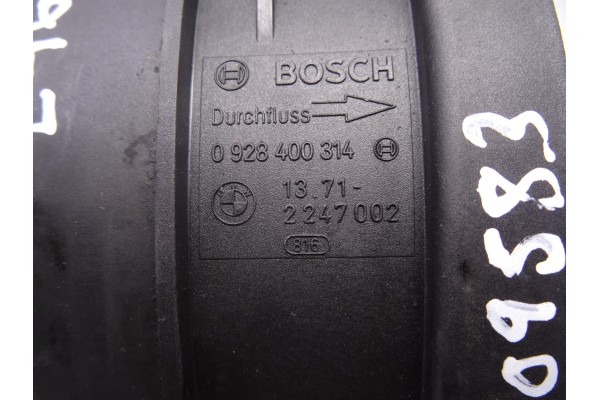 BOSCH
Durchfluss
0 928 400 314
13.71-
2 247 002
816
09583